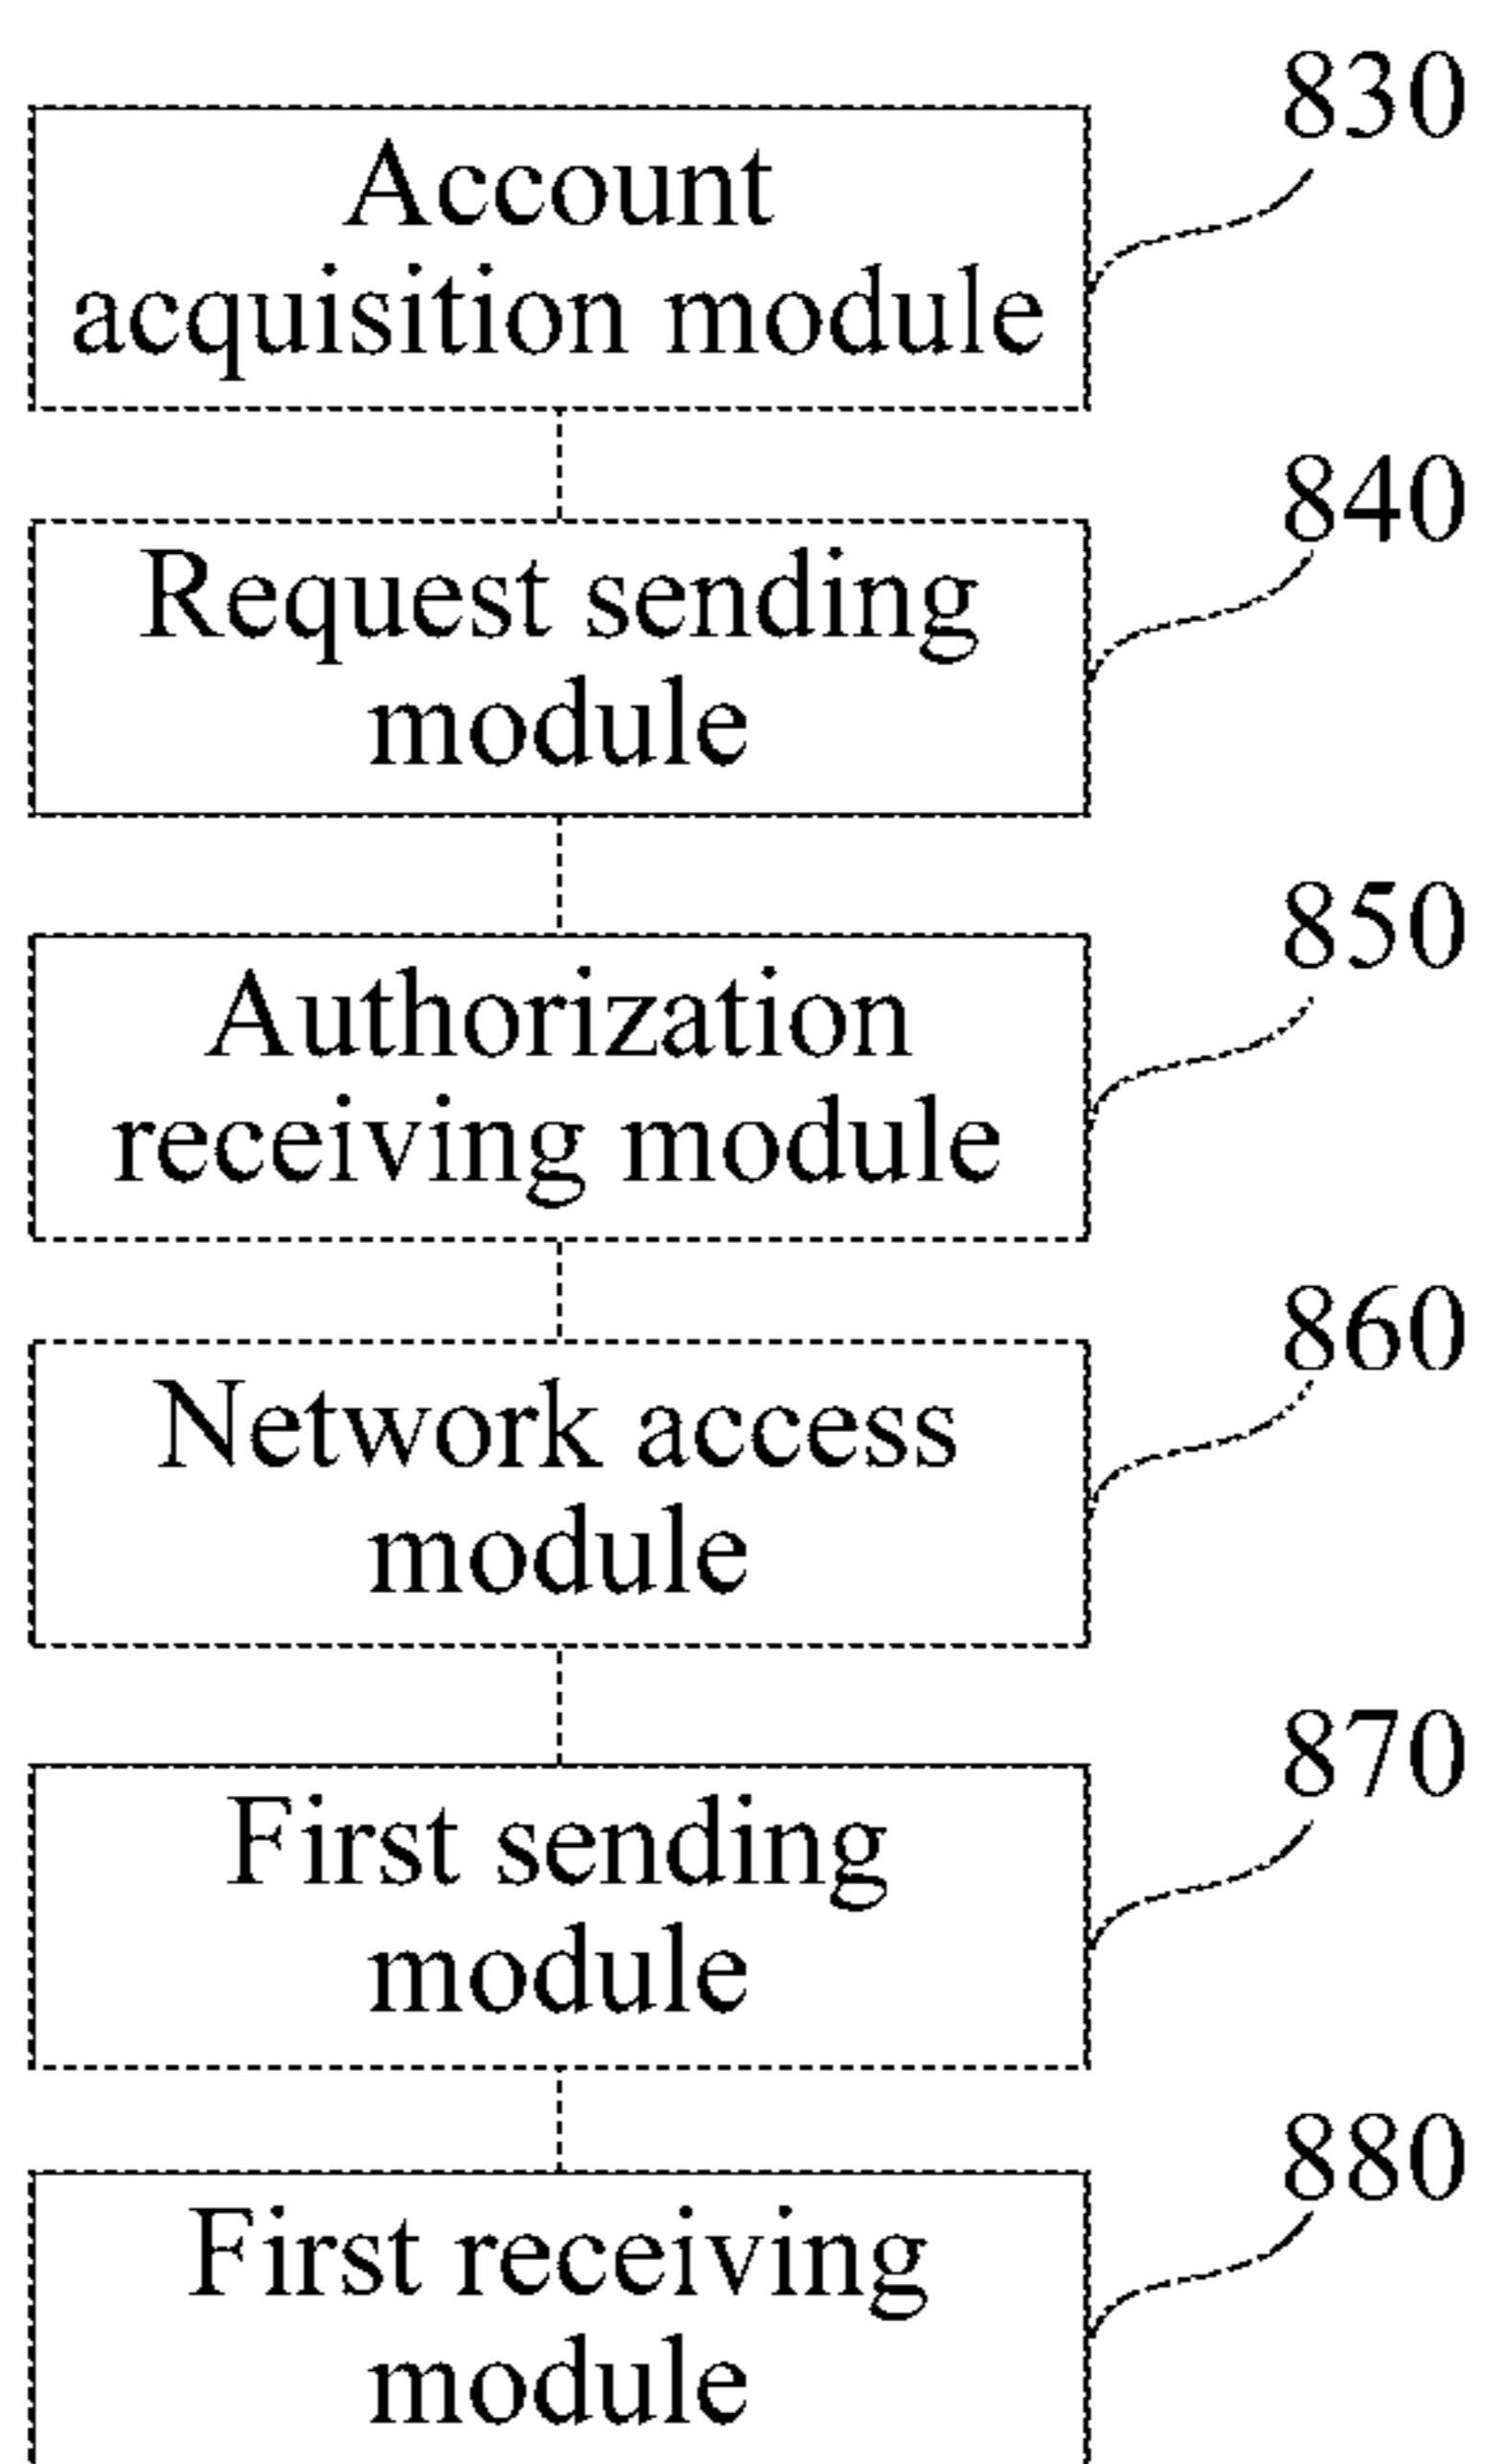 830
Account
acquisition module
840
Request sending
module
850
Authorization
receiving module
860
Network access
module
870
First sending
module
880
First receiving
module